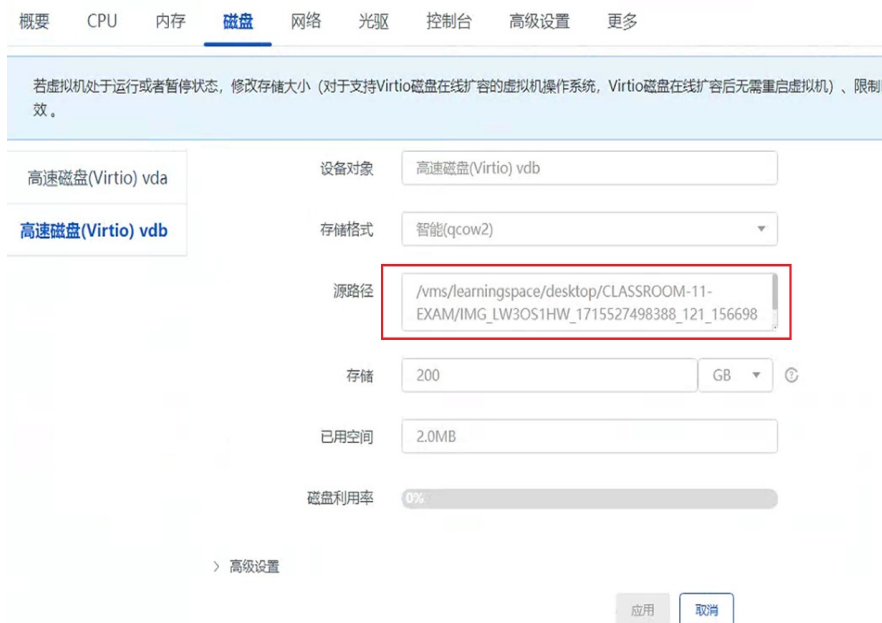 概要 CPU 内存 磁盘 网络 光驱 控制台 高级设置 更多
若虚拟机处于运行或者暂停状态，修改存储大小（对于支持Virtio磁盘在线扩容的虚拟机操作系统，Virtio磁盘在线扩容后无需重启虚拟机）、限制
效。
高速磁盘(Virtio) vda
高速磁盘(Virtio) vdb
设备对象 高速磁盘(Virtio) vdb
存储格式 智能(qcow2)
源路径 /vms/learningspace/desktop/CLASSROOM-11-
EXAM/IMG_LW3OS1HW_1715527498388_121_156698
存储 200 GB
已用空间 2.0MB
磁盘利用率 0%
高级设置
应用 取消